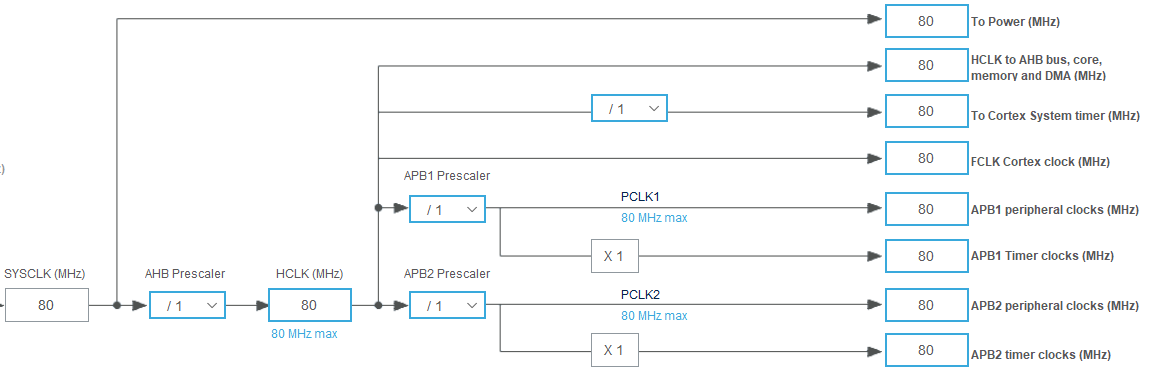 80
To Power (MHz)
80
HCLK to AHB bus, core,
memory and DMA (MHz)
/ 1
80
To Cortex System timer (MHz)
80
FCLK Cortex clock (MHz)
)
APB1 Prescaler
/ 1
PCLK1
80 MHz max
80
APB1 peripheral clocks (MHz)
X 1
80
APB1 Timer clocks (MHz)
SYSCLK (MHz)
AHB Prescaler
HCLK (MHz)
APB2 Prescaler
80
/ 1
80
80 MHz max
/ 1
PCLK2
80 MHz max
80
APB2 peripheral clocks (MHz)
X 1
80
APB2 timer clocks (MHz)